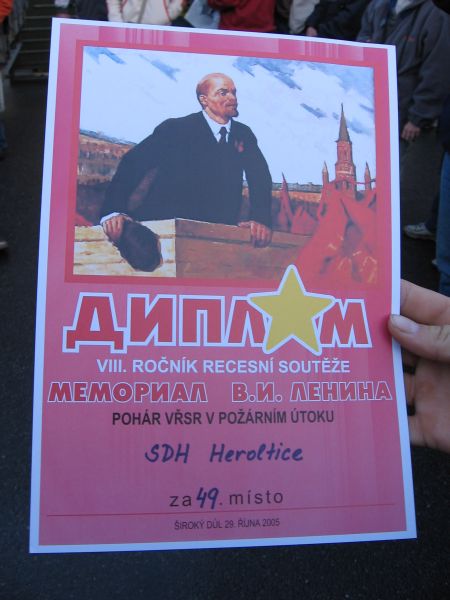 ДИПЛ★М
VIII. ROČNÍK RECESNÍ SOUTĚŽE
МЕМОРИАЛ В.И. ЛЕНИНА
POHÁR VŘSR V POŽÁRNÍM ÚTOKU
SDH Heroltice
za 49. místo
ŠIROKÝ DŮL 29. ŘÍJNA 2005